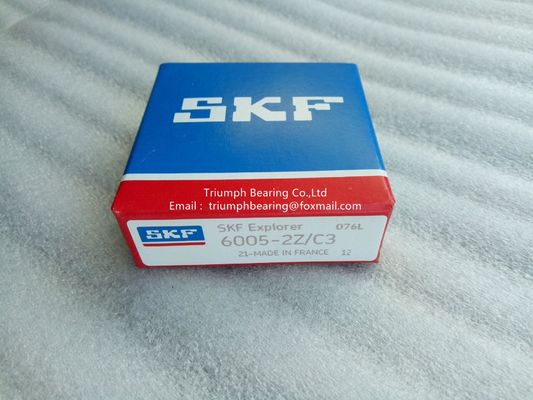 SKF
Triumph Bearing Co.,Ltd
Email : triumphbearing@foxmail.com
SKF Explorer 076L
SKF 6005-2Z/C3
21-MADE IN FRANCE 12